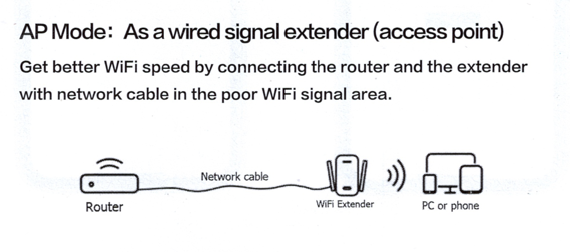 AP Mode: As a wired signal extender (access point)
Get better WiFi speed by connecting the router and the extender
with network cable in the poor WiFi signal area.
Network cable
Router
WiFi Extender
PC or phone